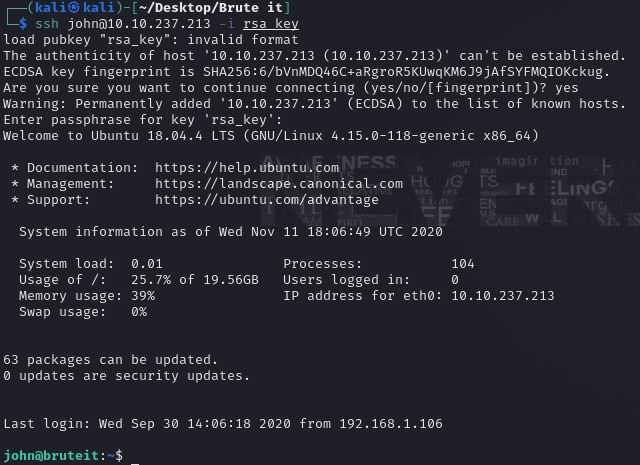 ┌──(kali㉿kali)-[~/Desktop/Brute it]
└─$ ssh john@10.10.237.213 -i rsa_key
load pubkey "rsa_key": invalid format
The authenticity of host '10.10.237.213 (10.10.237.213)' can't be established.
ECDSA key fingerprint is SHA256:6/bVnMDQ46C+aRgroR5KUwqKM6J9jAfSYFMQIOKckug.
Are you sure you want to continue connecting (yes/no/[fingerprint])? yes
Warning: Permanently added '10.10.237.213' (ECDSA) to the list of known hosts.
Enter passphrase for key 'rsa_key':
Welcome to Ubuntu 18.04.4 LTS (GNU/Linux 4.15.0-118-generic x86_64)
* Documentation:  https://help.ubuntu.com
* Management:     https://landscape.canonical.com
* Support:        https://ubuntu.com/advantage
System information as of Wed Nov 11 18:06:49 UTC 2020
System load:  0.01               Processes:           104
Usage of /:   25.7% of 19.56GB   Users logged in:     0
Memory usage: 39%                IP address for eth0: 10.10.237.213
Swap usage:   0%
63 packages can be updated.
0 updates are security updates.
Last login: Wed Sep 30 14:06:18 2020 from 192.168.1.106
john@bruteit:~$